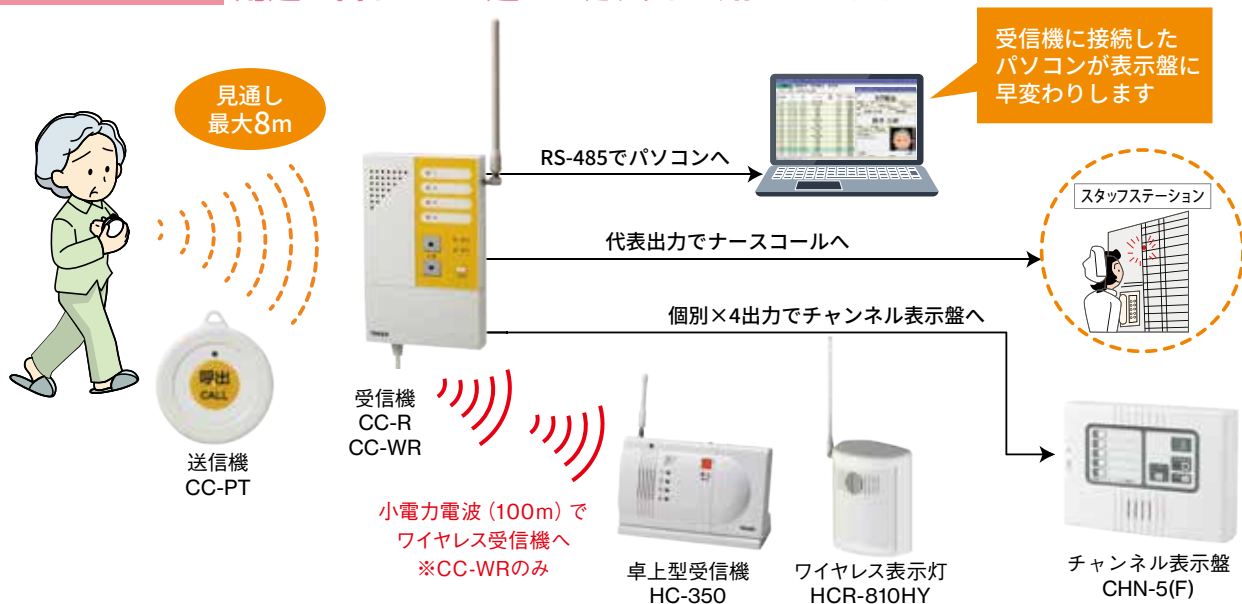 見通し
最大8m
受信機に接続した
パソコンが表示盤に
早変わりします
RS-485でパソコンへ
スタッフステーション
代表出力でナースコールへ
個別×4出力でチャンネル表示盤へ
呼出
CALL
送信機
CC-PT
受信機
CC-R
CC-WR
小電力電波（100m）で
ワイヤレス受信機へ
※CC-WRのみ
卓上型受信機
HC-350
ワイヤレス表示灯
HCR-810HY
チャンネル表示盤
CHN-5(F)